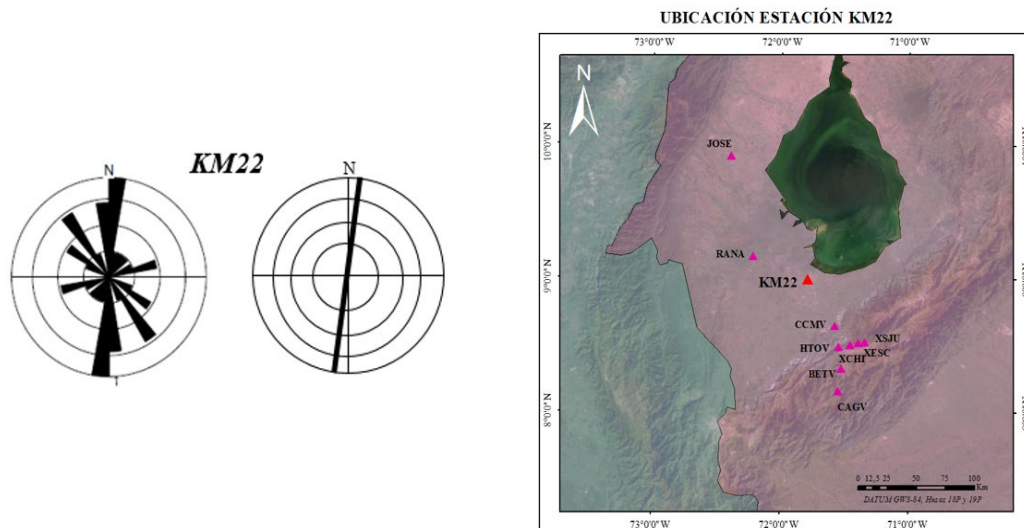 KM22
N
N
1
UBICACIÓN ESTACIÓN KM22
73°0'0"W
72°0'0"W
71°0'0"W
N
10°0'0"N
9°0'0"N
8°0'0"N
JOSE
RANA
KM22
CCMV
HTOV
XSJU
XESC
XCHI
BETV
CAGV
0 12,5 25 50 75 100
Km
DATUM GWS-84, Husos 18P y 19P
73°0'0"W
72°0'0"W
71°0'0"W